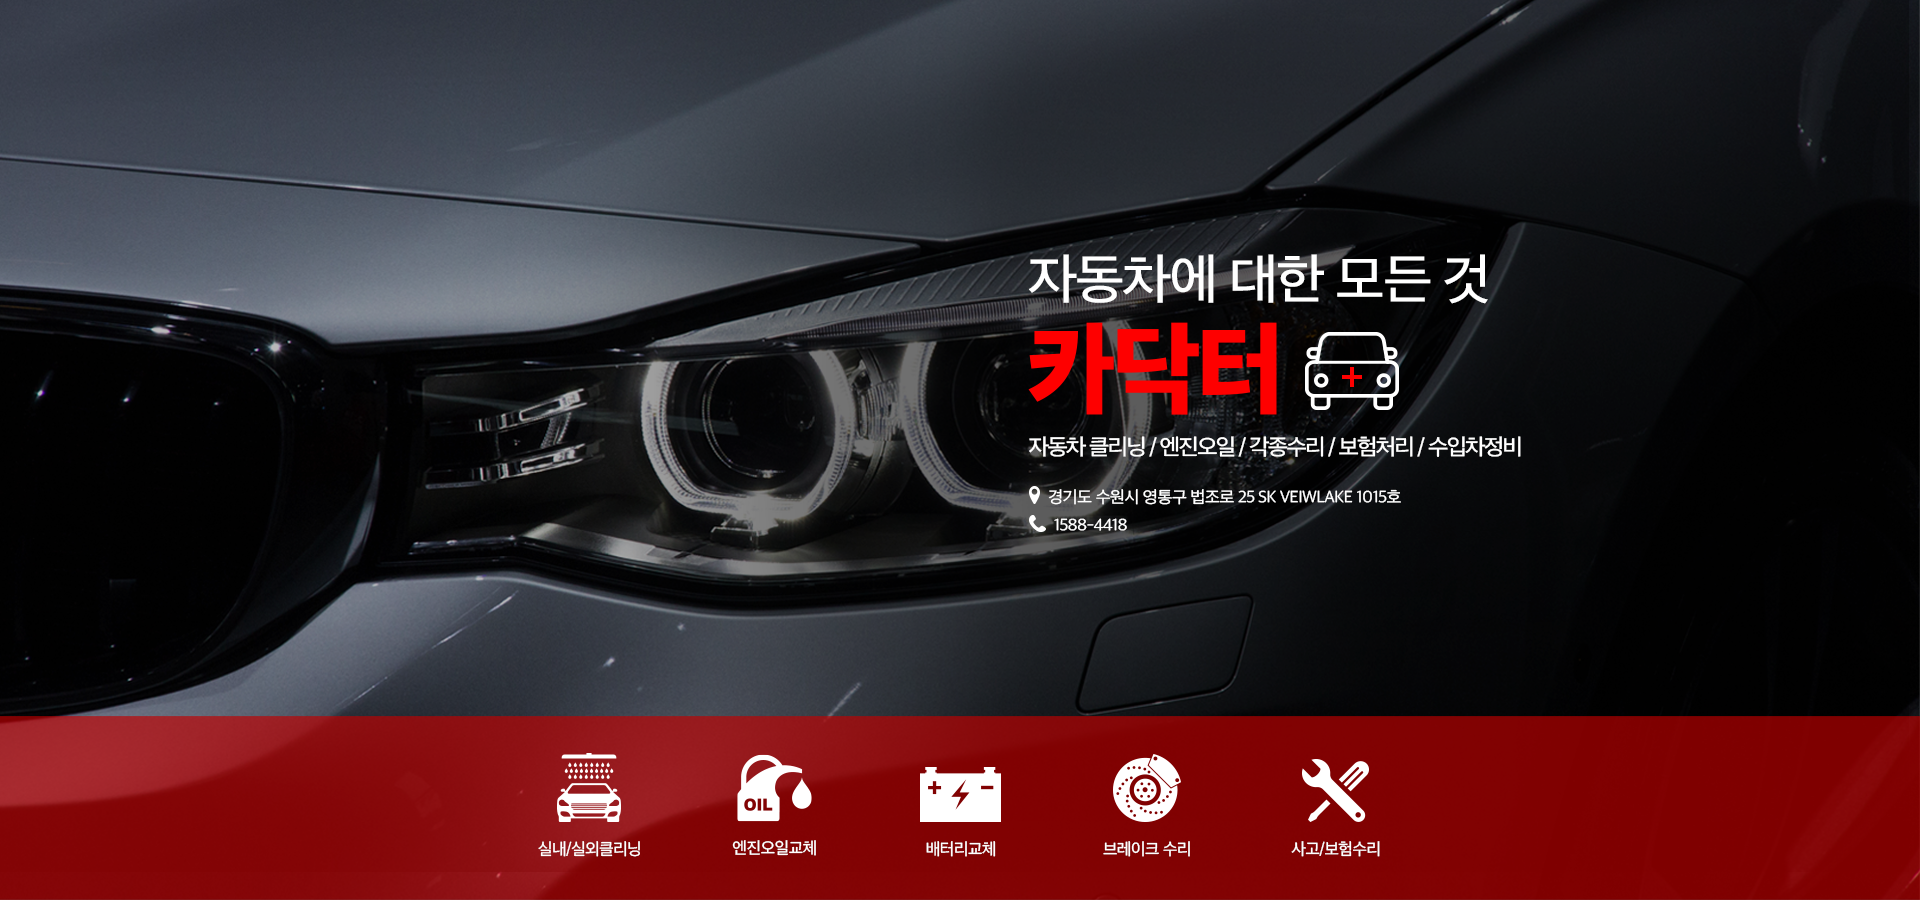 자동차에 대한 모든 것
카닥터
자동차 클리닝 / 엔진오일 / 각종수리 / 보험처리 / 수입차정비
경기도 수원시 영통구 법조로 25 SK VEIWLAKE 1015호
1588-4418
OIL
실내/실외클리닝
엔진오일교체
배터리교체
브레이크 수리
사고/보험수리